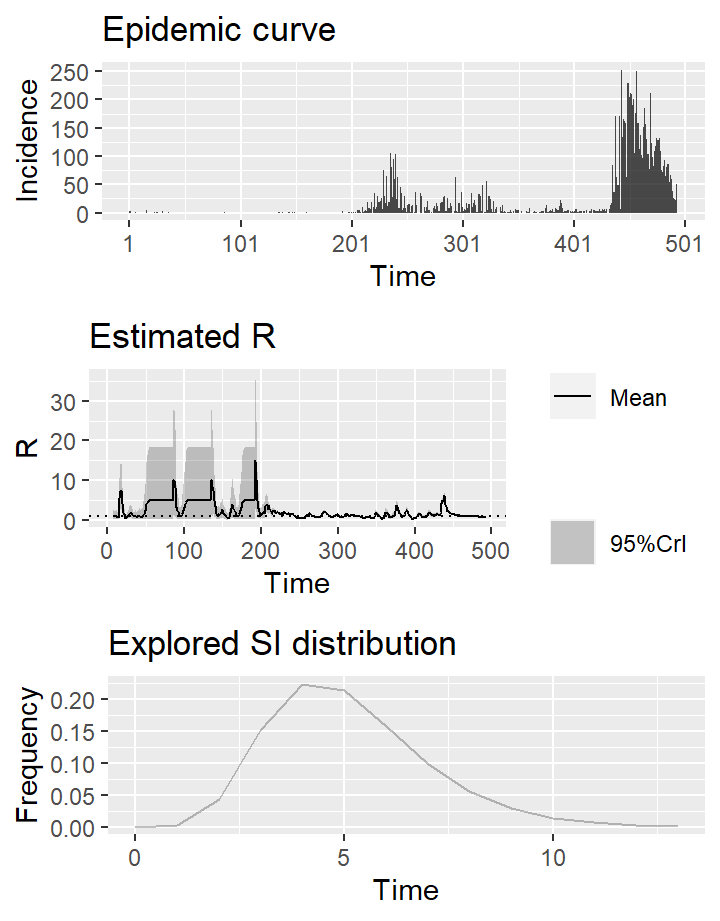 Epidemic curve
Incidence
250
200
150
100
50
0
1 101 201 301 401 501
Time
Estimated R
R
30
20
10
0
0 100 200 300 400 500
Time
Mean
95%CrI
Explored SI distribution
Frequency
0.20
0.15
0.10
0.05
0.00
0 5 10
Time